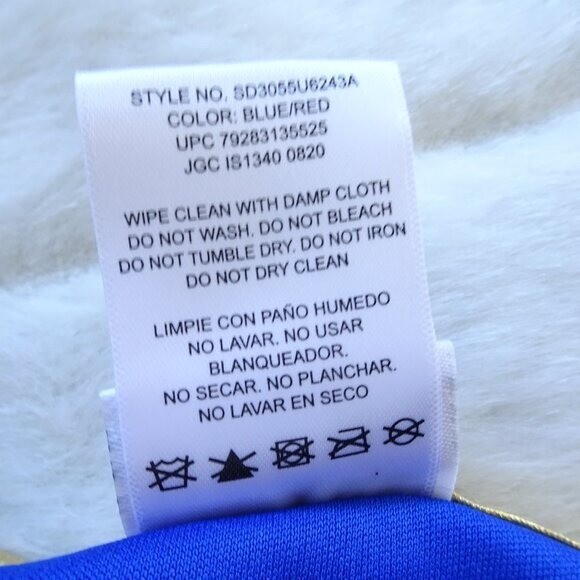 STYLE NO. SD3055U6243A
COLOR: BLUE/RED
UPC 79283135525
JGC IS1340 0820
WIPE CLEAN WITH DAMP CLOTH
DO NOT WASH. DO NOT BLEACH
DO NOT TUMBLE DRY. DO NOT IRON
DO NOT DRY CLEAN
LIMPIE CON PAÑO HUMEDO
NO LAVAR. NO USAR
BLANQUEADOR.
NO SECAR. NO PLANCHAR.
NO LAVAR EN SECO